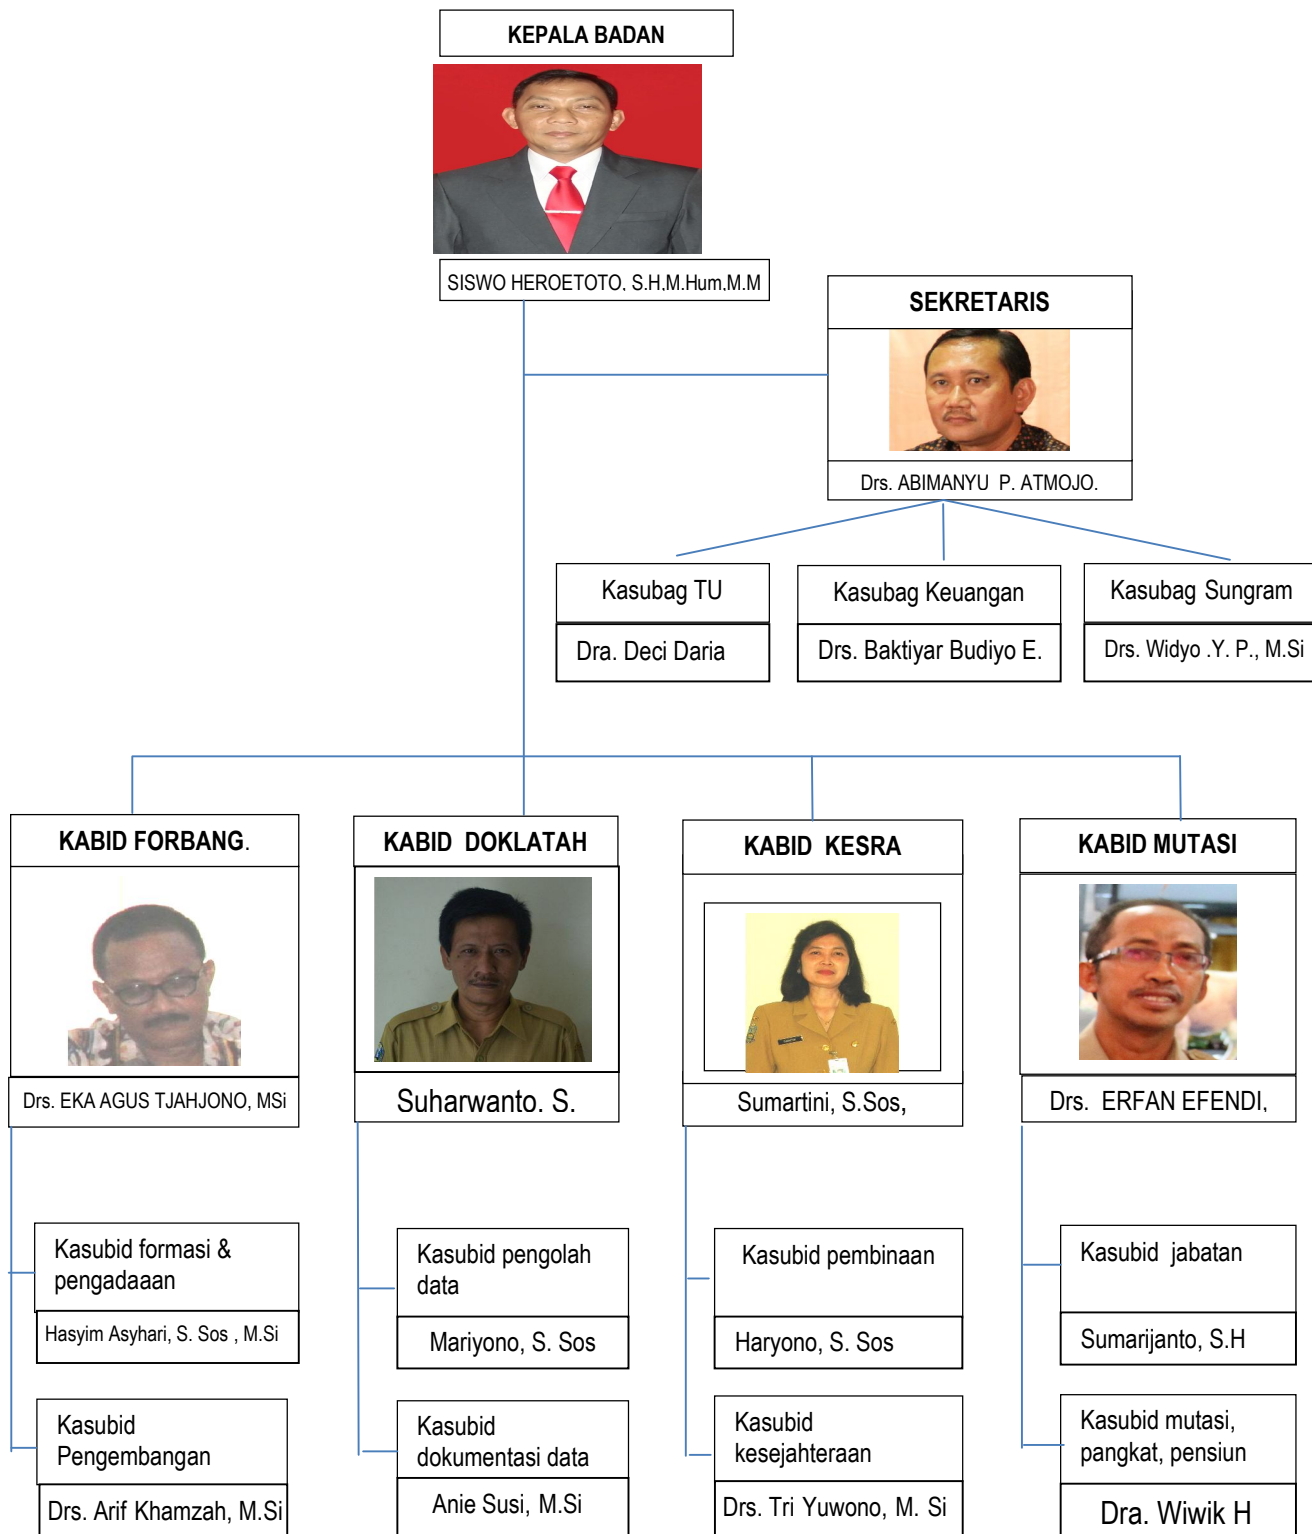 KEPALA BADAN
SISWO HEROETOTO, S.H,M.Hum,M.M
SEKRETARIS
Drs. ABIMANYU P. ATMOJO.
Kasubag TU
Dra. Deci Daria
Kasubag Keuangan
Drs. Baktiyar Budiyo E.
Kasubag Sungram
Drs. Widyo .Y. P., M.Si
KABID FORBANG.
Drs. EKA AGUS TJAHJONO, MSi
KABID DOKLATAH
Suharwanto. S.
KABID KESRA
Sumartini, S.Sos,
KABID MUTASI
Drs. ERFAN EFENDI,
Kasubid formasi &
pengadaaan
Hasyim Asyhari, S. Sos , M.Si
Kasubid pengolah
data
Mariyono, S. Sos
Kasubid pembinaan
Haryono, S. Sos
Kasubid jabatan
Sumarijanto, S.H
Kasubid
Pengembangan
Drs. Arif Khamzah, M.Si
Kasubid
dokumentasi data
Anie Susi, M.Si
Kasubid
kesejahteraan
Drs. Tri Yuwono, M. Si
Kasubid mutasi,
pangkat, pensiun
Dra. Wiwik H